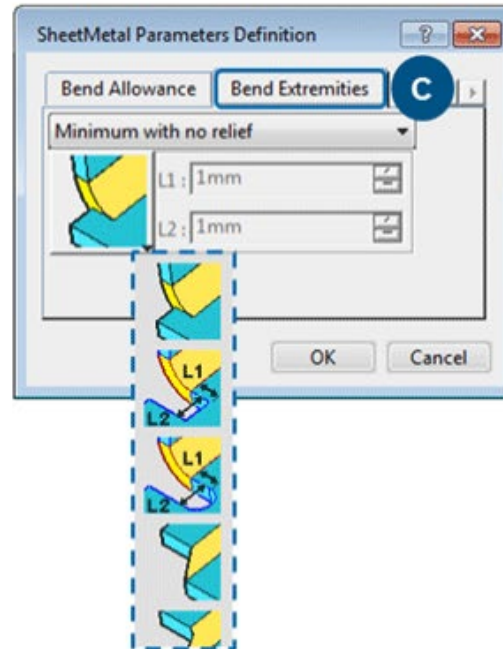 SheetMetal Parameters Definition
Bend Allowance Bend Extremities C
Minimum with no relief
L1 : 1mm
L2 : 1mm
OK Cancel
L1
L2
L1
L2